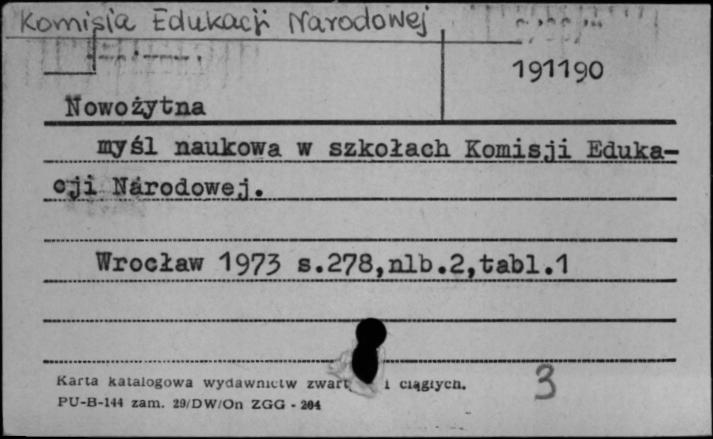 Komisja Edukacji Narodowej
191190
Nowożytna
myśl naukowa w szkołach Komisji Eduka-
cji Narodowej.
Wrocław 1973 s.278,nlb.2,tabl.1
Karta katalogowa wydawnictw zwart i ciągłych.
3
PU-B-144 zam. 29/DW/On ZGG - 204